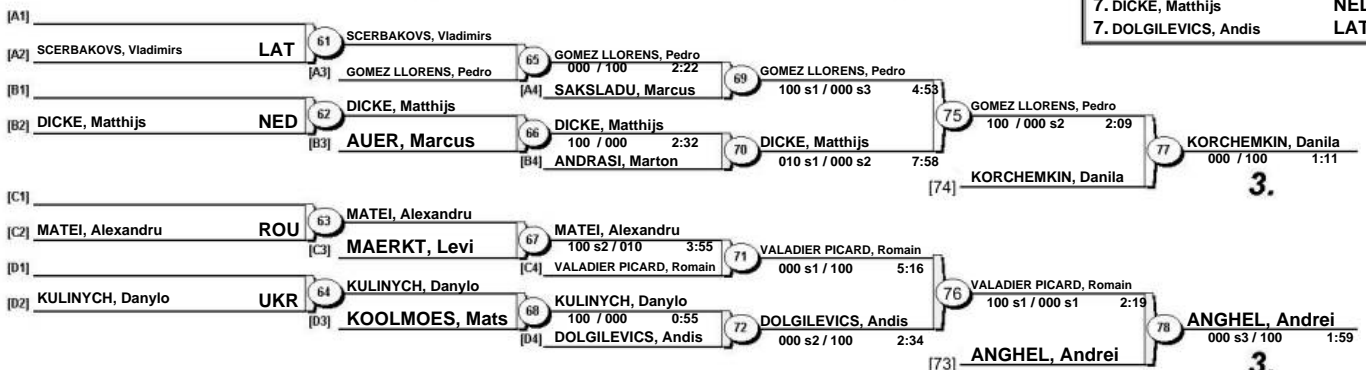 7. DICKE, Matthijs NED
7. DOLGILEVICS, Andis LAT
[A1]
[A2] SCERBAKOVS, Vladimirs LAT
61 SCERBAKOVS, Vladimirs
[A3] GOMEZ LLORENS, Pedro
65 GOMEZ LLORENS, Pedro
000 / 100 2:22
[A4] SAKSLADU, Marcus
69 GOMEZ LLORENS, Pedro
100 s1 / 000 s3 4:53
[B1]
[B2] DICKE, Matthijs NED
62 DICKE, Matthijs
[B3] AUER, Marcus
66 DICKE, Matthijs
100 / 000 2:32
[B4] ANDRASI, Marton
70 DICKE, Matthijs
010 s1 / 000 s2 7:58
75 GOMEZ LLORENS, Pedro
100 / 000 s2 2:09
[74] KORCHEMKIN, Danila
77 KORCHEMKIN, Danila
000 / 100 1:11
3.
[C1]
[C2] MATEI, Alexandru ROU
63 MATEI, Alexandru
[C3] MAERKT, Levi
67 MATEI, Alexandru
100 s2 / 010 3:55
[C4] VALADIER PICARD, Romain
71 VALADIER PICARD, Romain
000 s1 / 100 5:16
[D1]
[D2] KULINYCH, Danylo UKR
64 KULINYCH, Danylo
[D3] KOOLMOES, Mats
68 KULINYCH, Danylo
100 / 000 0:55
[D4] DOLGILEVICS, Andis
72 DOLGILEVICS, Andis
000 s2 / 100 2:34
76 VALADIER PICARD, Romain
100 s1 / 000 s1 2:19
[73] ANGHEL, Andrei
78 ANGHEL, Andrei
000 s3 / 100 1:59
3.